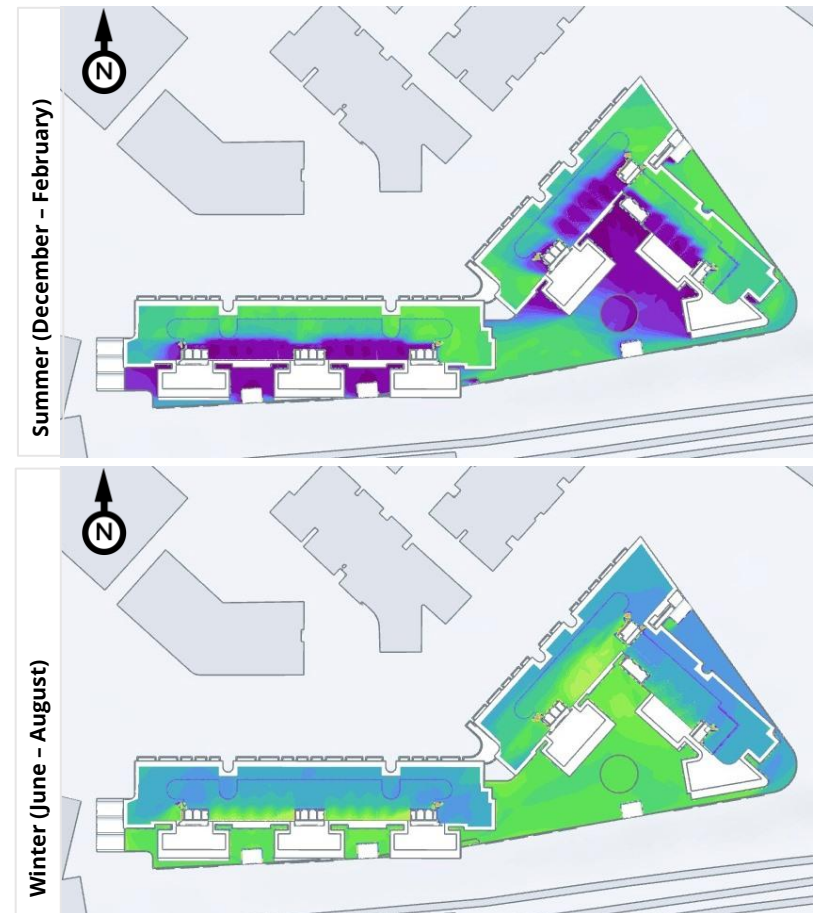 N
Summer (December – February)
N
Winter (June – August)